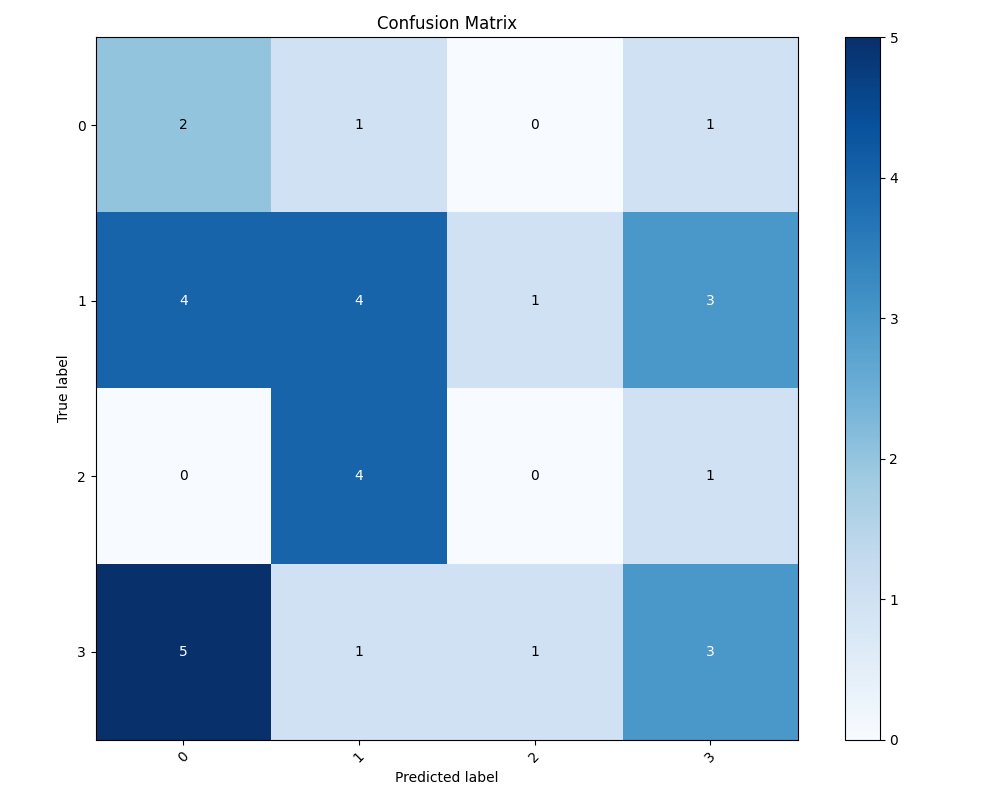 Confusion Matrix
5
0 2 1 0 1
4
1 4 4 1 3
3
True label
2 0 4 0 1
2
1
3 5 1 1 3
0
0 1 2 3
Predicted label